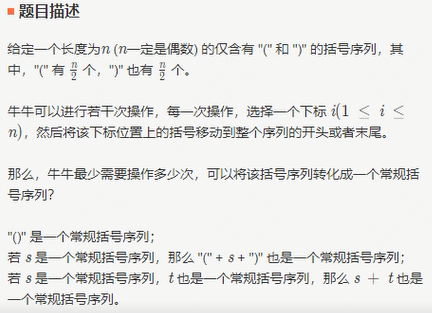 题目描述
给定一个长度为n (n一定是偶数) 的仅含有 "(" 和 ")" 的括号序列，其
中，"(" 有 n/2 个，")" 也有 n/2 个。
牛牛可以进行若干次操作，每一次操作，选择一个下标 i(1 ≤ i ≤
n)，然后将该下标位置上的括号移动到整个序列的开头或者末尾。
那么，牛牛最少需要操作多少次，可以将该括号序列转化成一个常规括
号序列？
"()" 是一个常规括号序列；
若 s 是一个常规括号序列，那么 "(" + s + ")" 也是一个常规括号序列；
若 s 是一个常规括号序列，t 也是一个常规括号序列，那么 s + t 也是
一个常规括号序列。